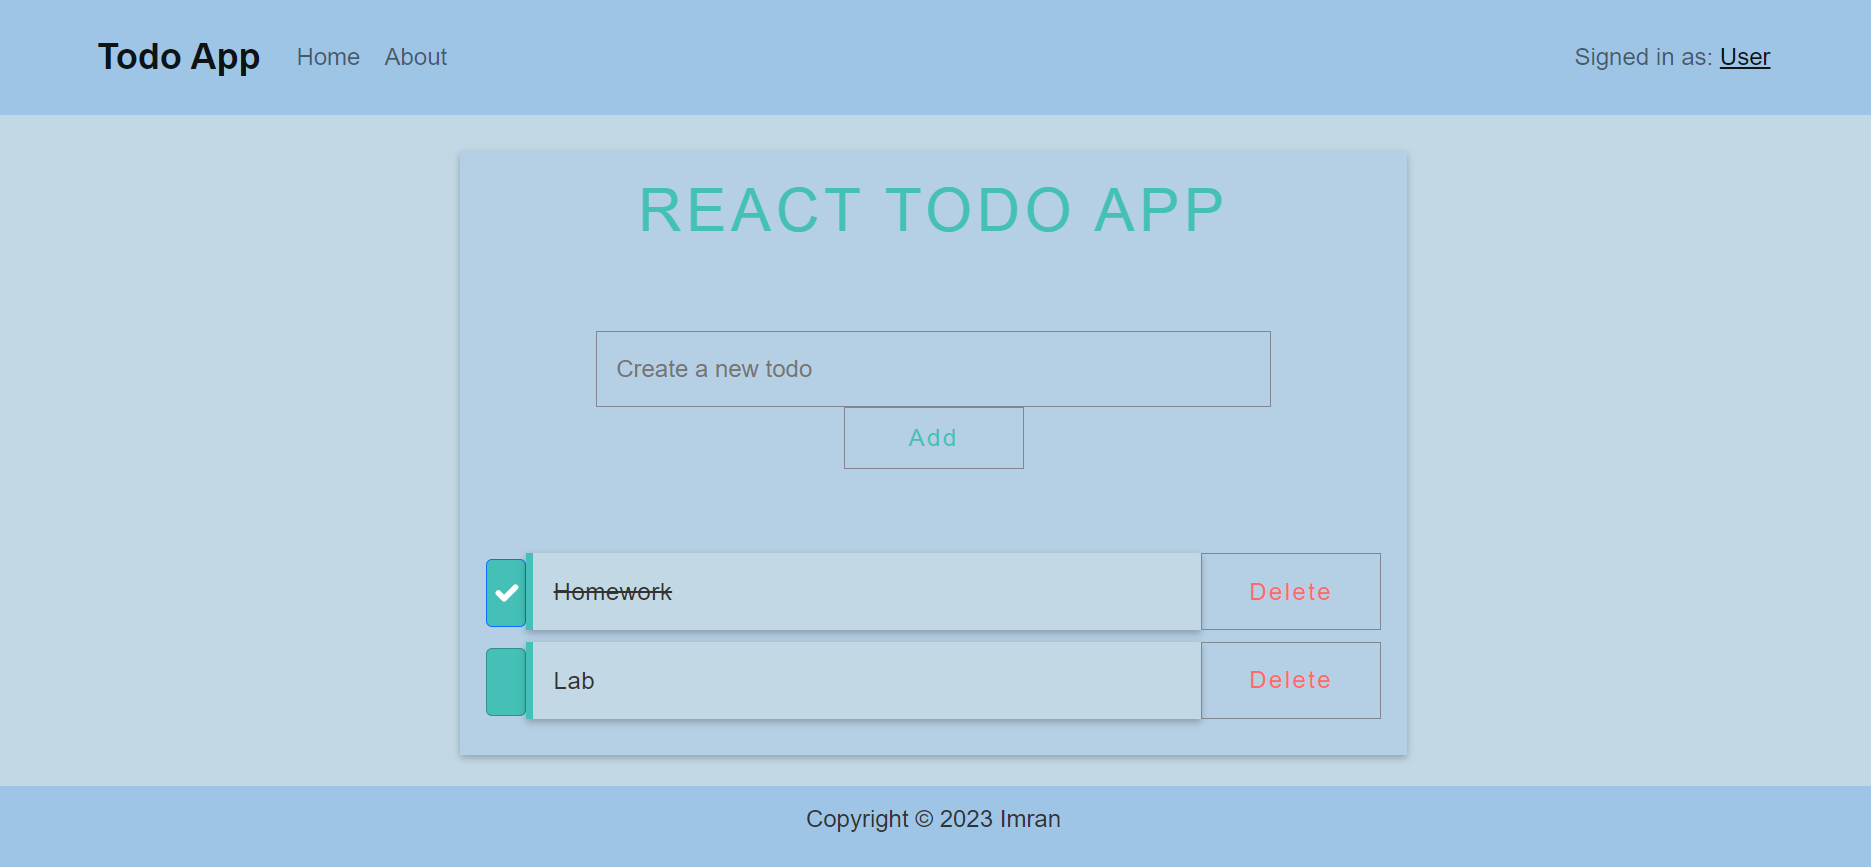 Todo App Home About Signed in as: User
REACT TODO APP
Create a new todo
Add
Homework Delete
Lab Delete
Copyright © 2023 Imran